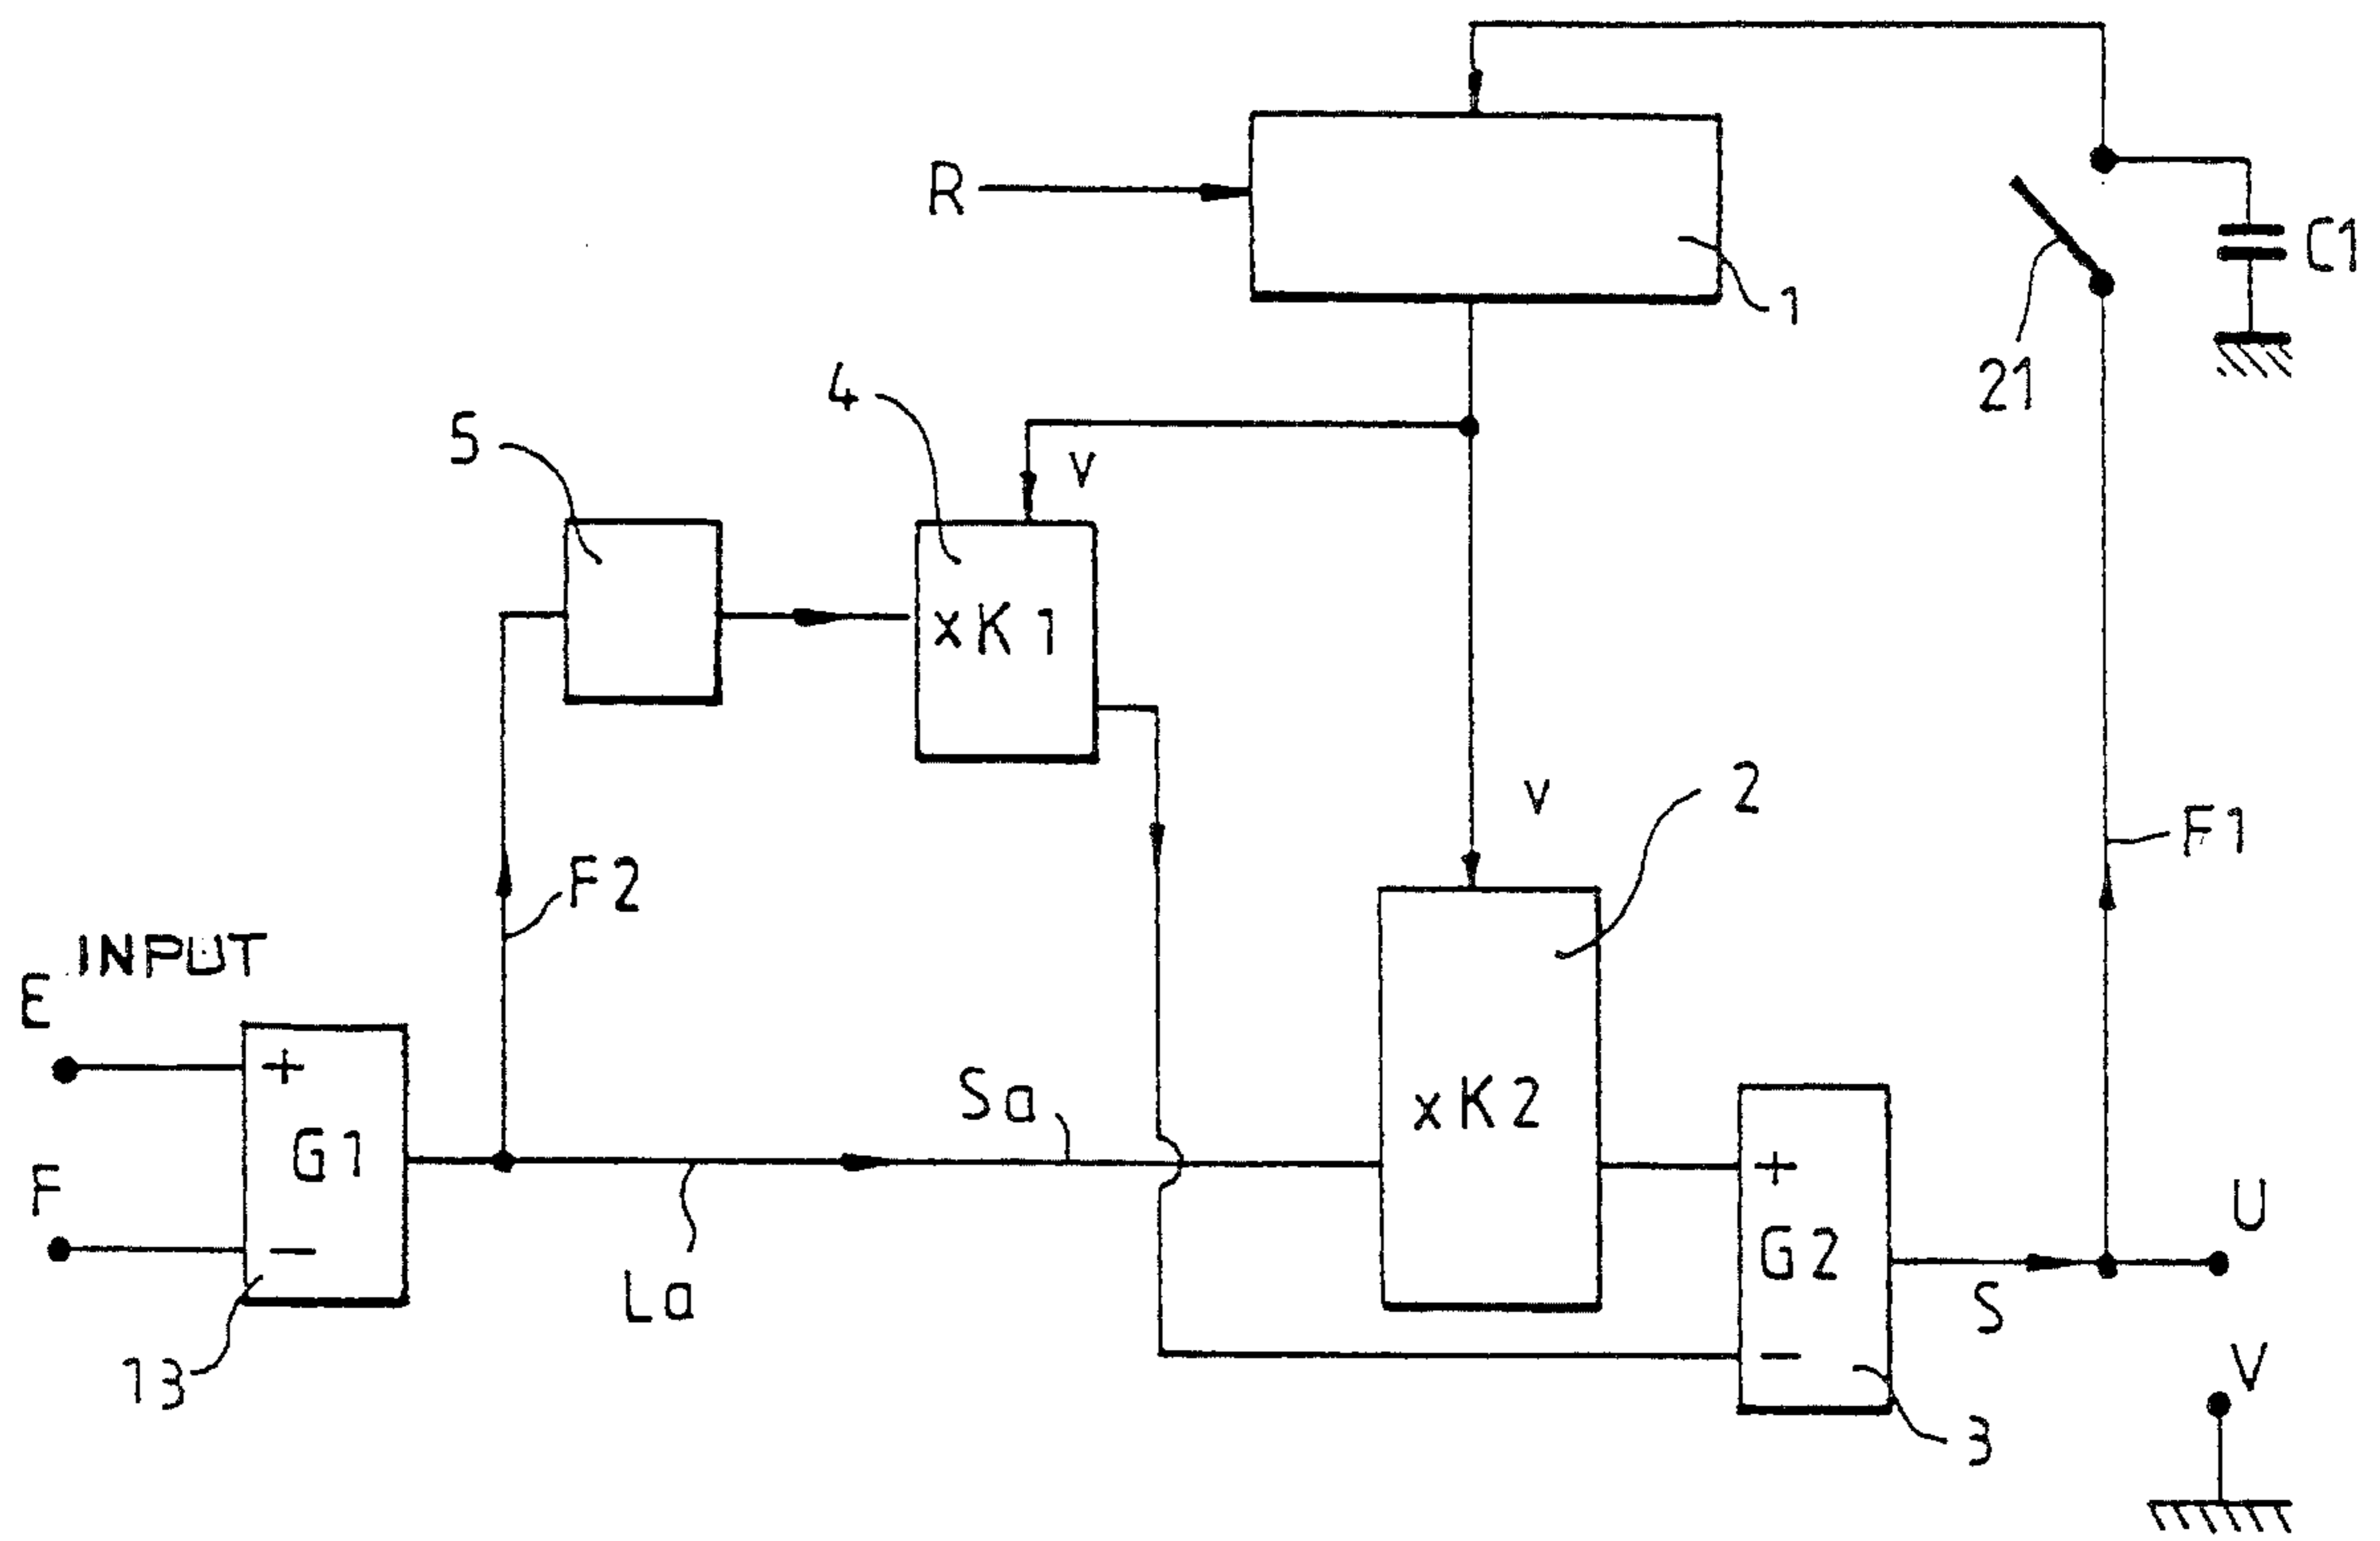 R
1
C1
21
4
5
v
xK1
v
2
F1
F2
INPUT
E
+
G1
F
−
13
Sa
La
xK2
+
G2
−
S
U
V
3